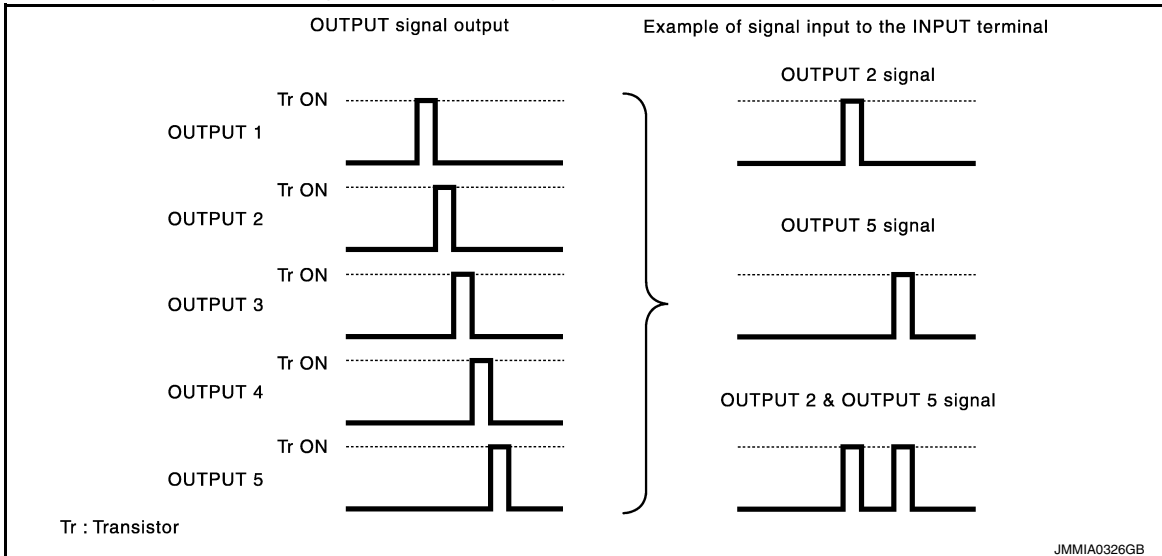 OUTPUT signal output
Example of signal input to the INPUT terminal
OUTPUT 1
Tr ON
OUTPUT 2
Tr ON
OUTPUT 3
Tr ON
OUTPUT 4
Tr ON
OUTPUT 5
Tr ON
OUTPUT 2 signal
OUTPUT 5 signal
OUTPUT 2 & OUTPUT 5 signal
Tr : Transistor
JMMIA0326GB